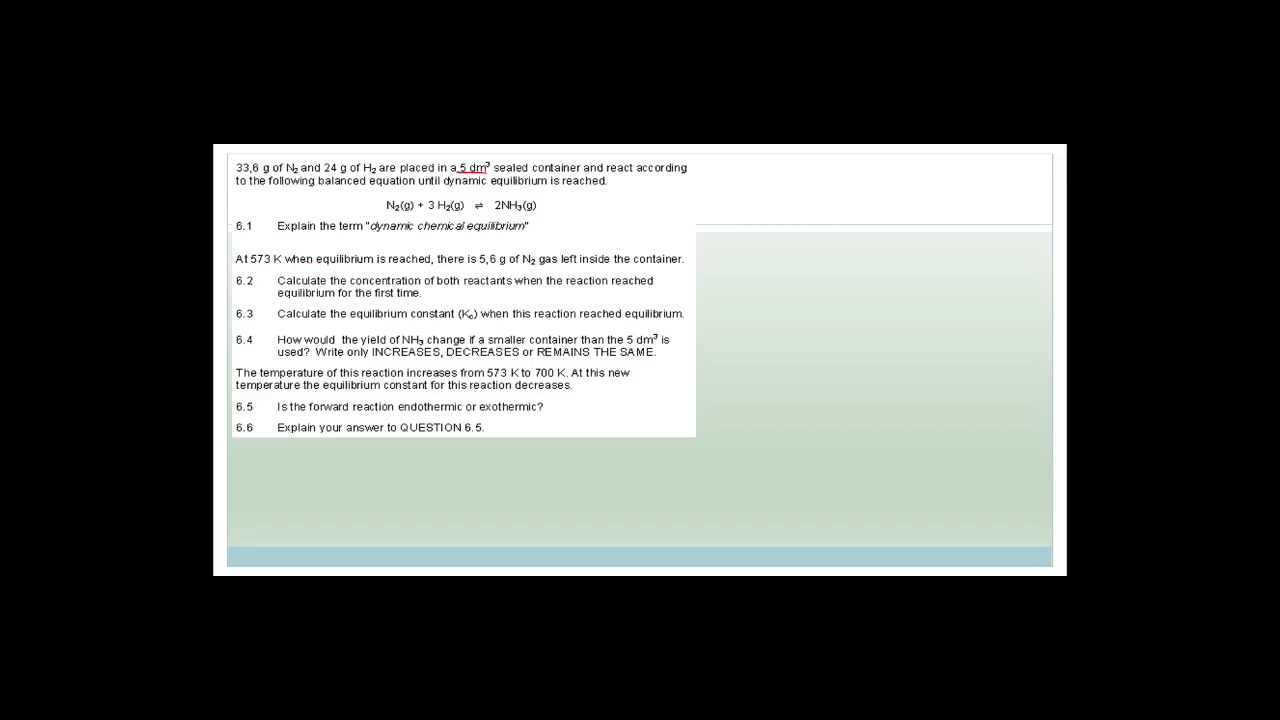 33,6 g of N₂ and 24 g of H₂ are placed in a 5 dm³ sealed container and react according
to the following balanced equation until dynamic equilibrium is reached.
N₂(g) + 3 H₂(g) ⇌ 2NH₃(g)
6.1 Explain the term "dynamic chemical equilibrium"
At 573 K when equilibrium is reached, there is 5,6 g of N₂ gas left inside the container.
6.2 Calculate the concentration of both reactants when the reaction reached
equilibrium for the first time.
6.3 Calculate the equilibrium constant (Kc) when this reaction reached equilibrium.
6.4 How would the yield of NH₃ change if a smaller container than the 5 dm³ is
used? Write only INCREASES, DECREASES or REMAINS THE SAME.
The temperature of this reaction increases from 573 K to 700 K. At this new
temperature the equilibrium constant for this reaction decreases.
6.5 Is the forward reaction endothermic or exothermic?
6.6 Explain your answer to QUESTION 6.5.